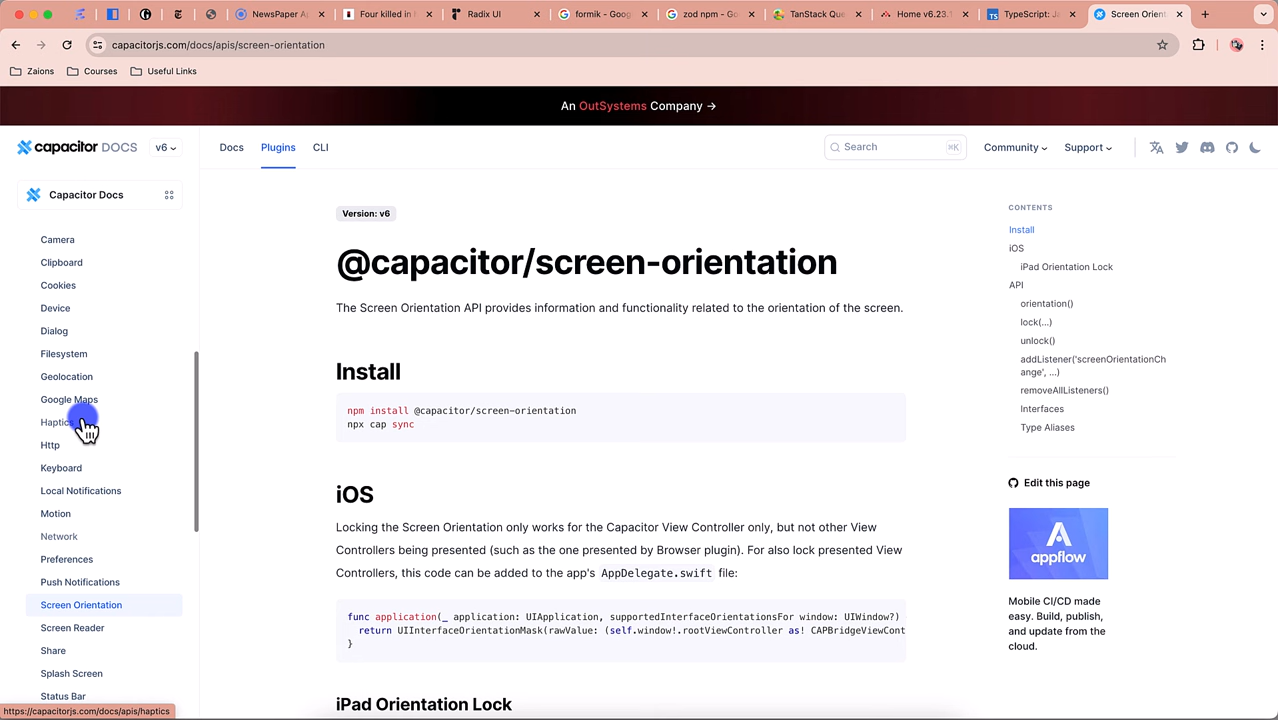 NewsPaper A
Four killed in
Radix UI
formik - Goog
zod npm - Go
TanStack Que
Home v6.23.1
TypeScript: Ja
Screen Orient
capacitorjs.com/docs/apis/screen-orientation
Zaions
Courses
Useful Links
An OutSystems Company →
capacitor DOCS
v6
Docs
Plugins
CLI
Search
⌘K
Community
Support
Capacitor Docs
Camera
Clipboard
Cookies
Device
Dialog
Filesystem
Geolocation
Google Maps
Haptics
Http
Keyboard
Local Notifications
Motion
Network
Preferences
Push Notifications
Screen Orientation
Screen Reader
Share
Splash Screen
Status Bar
https://capacitorjs.com/docs/apis/haptics
Version: v6
@capacitor/screen-orientation
The Screen Orientation API provides information and functionality related to the orientation of the screen.
Install
npm install @capacitor/screen-orientation
npx cap sync
iOS
Locking the Screen Orientation only works for the Capacitor View Controller only, but not other View
Controllers being presented (such as the one presented by Browser plugin). For also lock presented View
Controllers, this code can be added to the app's AppDelegate.swift file:
func application(_ application: UIApplication, supportedInterfaceOrientationsFor window: UIWindow?)
return UIInterfaceOrientationMask(rawValue: (self.window!.rootViewController as! CAPBridgeViewCont
}
iPad Orientation Lock
CONTENTS
Install
iOS
iPad Orientation Lock
API
orientation()
lock(...)
unlock()
addListener('screenOrientationCh
ange', ...)
removeAllListeners()
Interfaces
Type Aliases
Edit this page
appflow
Mobile CI/CD made
easy. Build, publish,
and update from the
cloud.